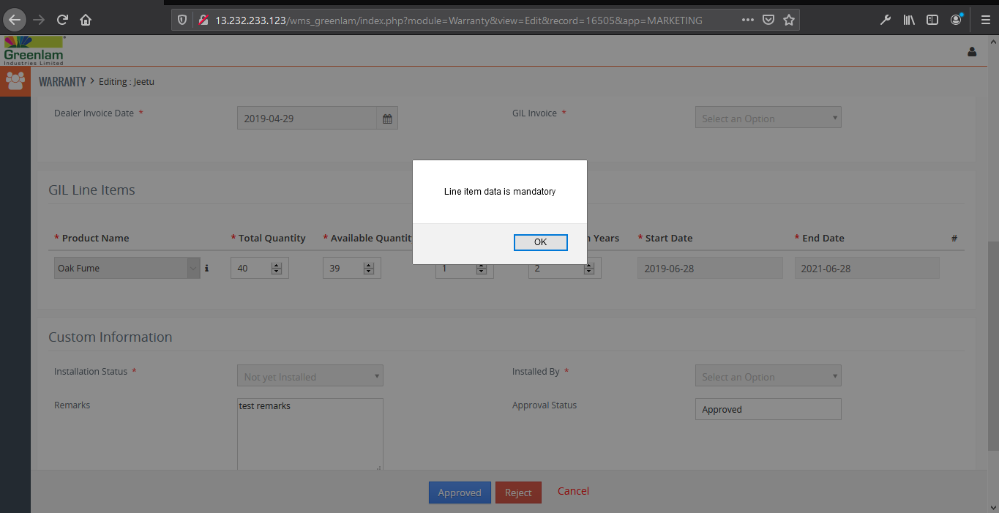 13.232.233.123/wms_greenlam/index.php?module=Warranty&view=Edit&record=16505&app=MARKETING
Greenlam
Industries Limited
WARRANTY > Editing : Jeetu
Dealer Invoice Date * 2019-04-29 GIL Invoice * Select an Option
GIL Line Items
Line item data is mandatory
OK
* Product Name * Total Quantity * Available Quantit Years * Start Date * End Date #
Oak Fume 40 39 1 2 2019-06-28 2021-06-28
Custom Information
Installation Status * Not yet Installed Installed By * Select an Option
Remarks test remarks Approval Status Approved
Approved Reject Cancel